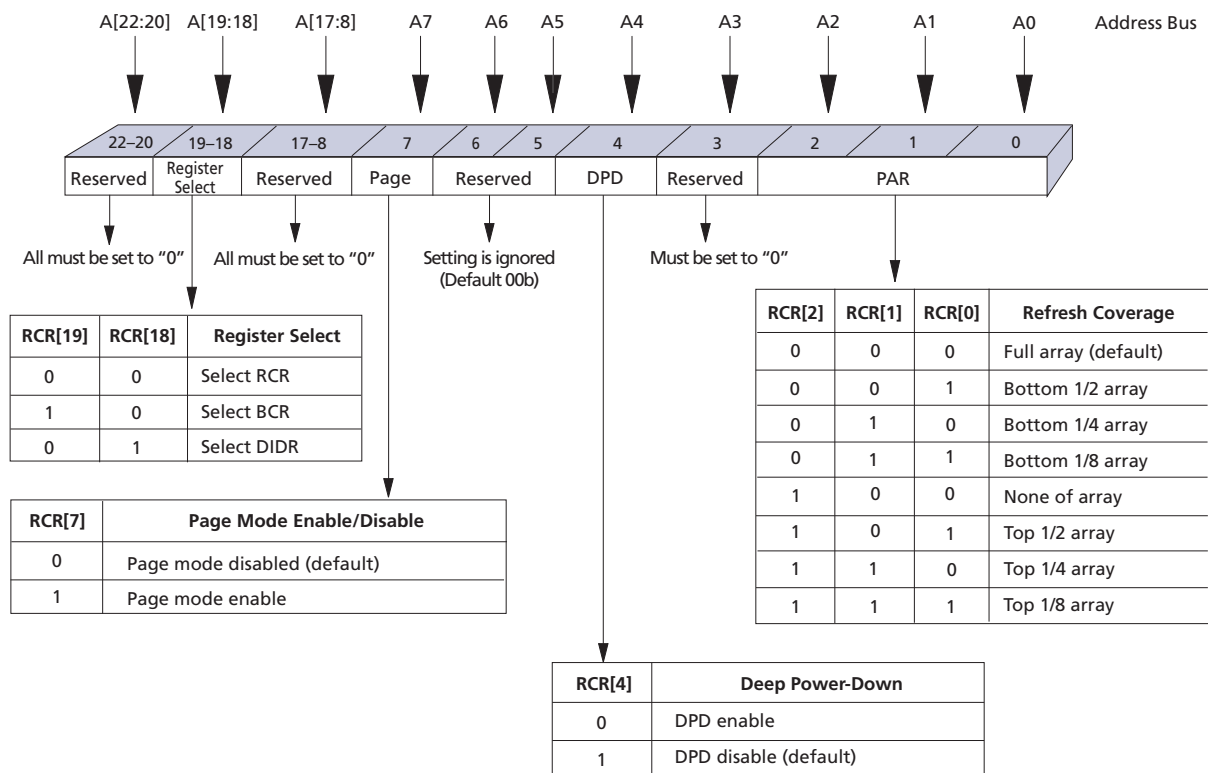 A[22:20] A[19:18] A[17:8] A7 A6 A5 A4 A3 A2 A1 A0 Address Bus
22–20 19–18 17–8 7 6 5 4 3 2 1 0
Reserved Register Select Reserved Page Reserved DPD Reserved PAR
All must be set to “0” All must be set to “0” Setting is ignored (Default 00b) Must be set to “0”
RCR[19] RCR[18] Register Select
0 0 Select RCR
1 0 Select BCR
0 1 Select DIDR
RCR[2] RCR[1] RCR[0] Refresh Coverage
0 0 0 Full array (default)
0 0 1 Bottom 1/2 array
0 1 0 Bottom 1/4 array
0 1 1 Bottom 1/8 array
1 0 0 None of array
1 0 1 Top 1/2 array
1 1 0 Top 1/4 array
1 1 1 Top 1/8 array
RCR[7] Page Mode Enable/Disable
0 Page mode disabled (default)
1 Page mode enable
RCR[4] Deep Power-Down
0 DPD enable
1 DPD disable (default)